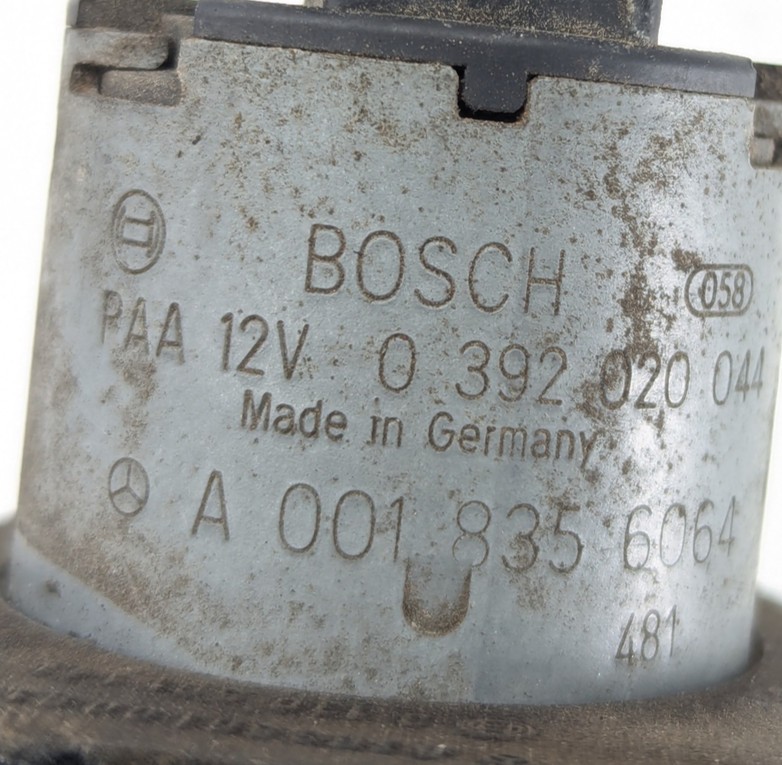 BOSCH
058
PAA 12V 0 392 020 044
Made in Germany
A 001 835 6064
481